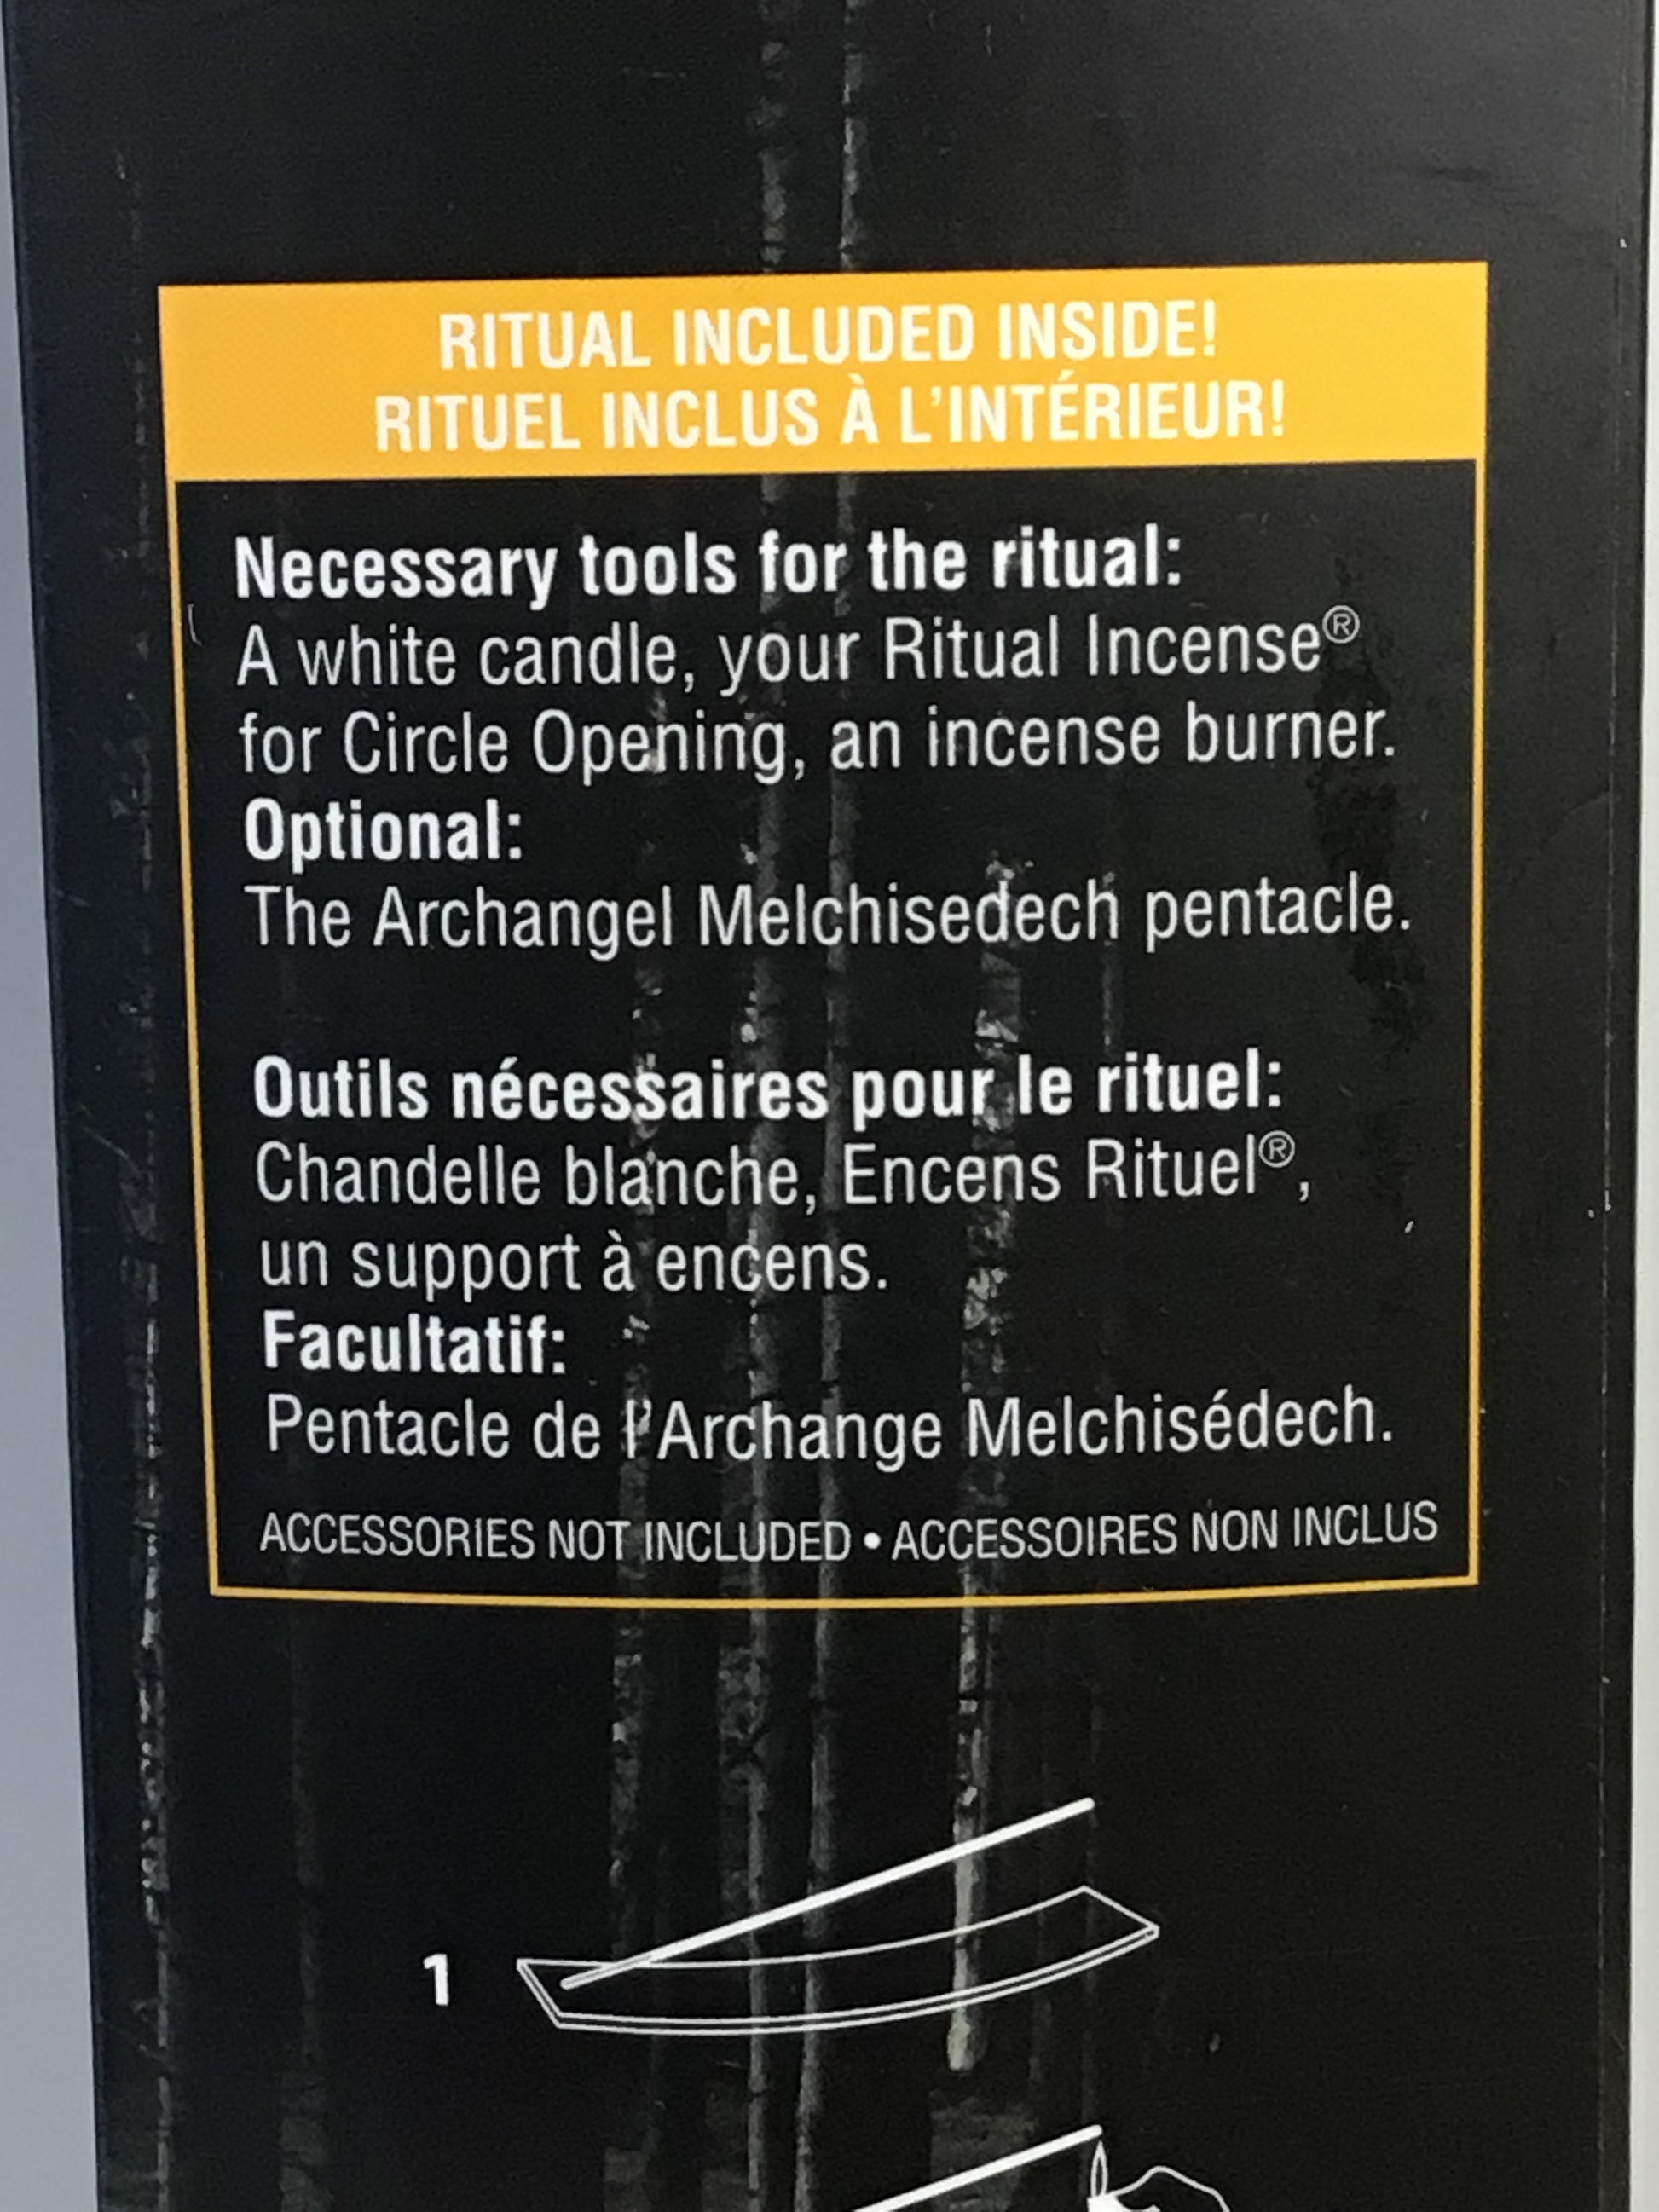 RITUAL INCLUDED INSIDE!
RITUEL INCLUS À L'INTÉRIEUR!
Necessary tools for the ritual:
A white candle, your Ritual Incense®
for Circle Opening, an incense burner.
Optional:
The Archangel Melchisedech pentacle.
Outils nécessaires pour le rituel:
Chandelle blanche, Encens Rituel®,
un support à encens.
Facultatif:
Pentacle de l'Archange Melchisédech.
ACCESSORIES NOT INCLUDED • ACCESSOIRES NON INCLUS
1